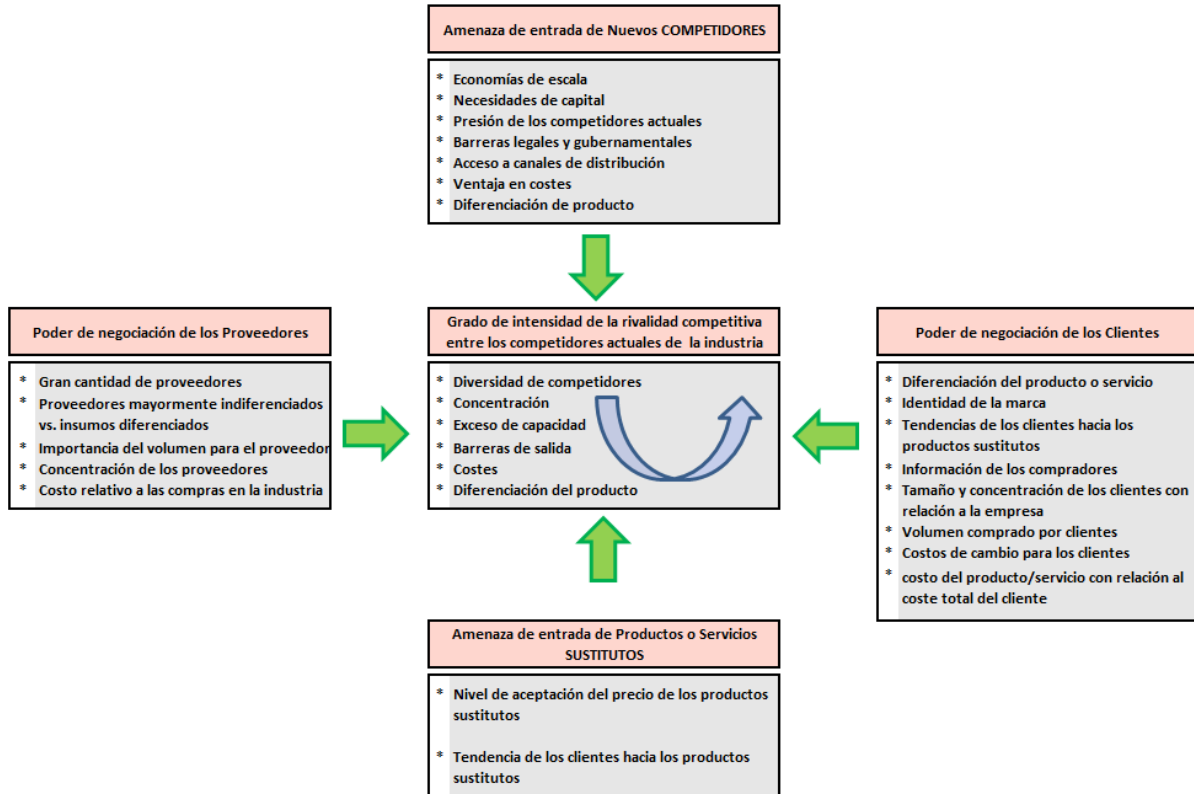 Amenaza de entrada de Nuevos COMPETIDORES
* Economías de escala
* Necesidades de capital
* Presión de los competidores actuales
* Barreras legales y gubernamentales
* Acceso a canales de distribución
* Ventaja en costes
* Diferenciación de producto
Poder de negociación de los Proveedores
* Gran cantidad de proveedores
* Proveedores mayormente indiferenciados
vs. insumos diferenciados
* Importancia del volumen para el proveedor
* Concentración de los proveedores
* Costo relativo a las compras en la industria
Grado de intensidad de la rivalidad competitiva
entre los competidores actuales de la industria
* Diversidad de competidores
* Concentración
* Exceso de capacidad
* Barreras de salida
* Costes
* Diferenciación del producto
Poder de negociación de los Clientes
* Diferenciación del producto o servicio
* Identidad de la marca
* Tendencias de los clientes hacia los
productos sustitutos
* Información de los compradores
* Tamaño y concentración de los clientes con
relación a la empresa
* Volumen comprado por clientes
* Costos de cambio para los clientes
* costo del producto/servicio con relación al
coste total del cliente
Amenaza de entrada de Productos o Servicios
SUSTITUTOS
* Nivel de aceptación del precio de los productos
sustitutos
* Tendencia de los clientes hacia los productos
sustitutos